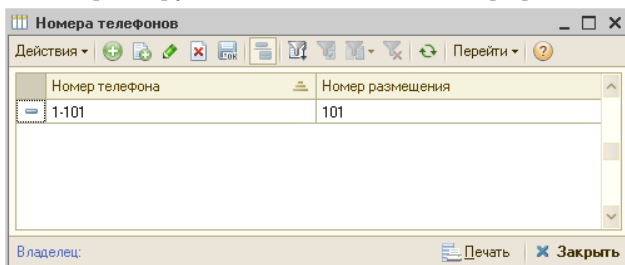 Номера телефонов
Действия Перейти
Номер телефона Номер размещения
1-101 101
Владелец: Печать Закрыть